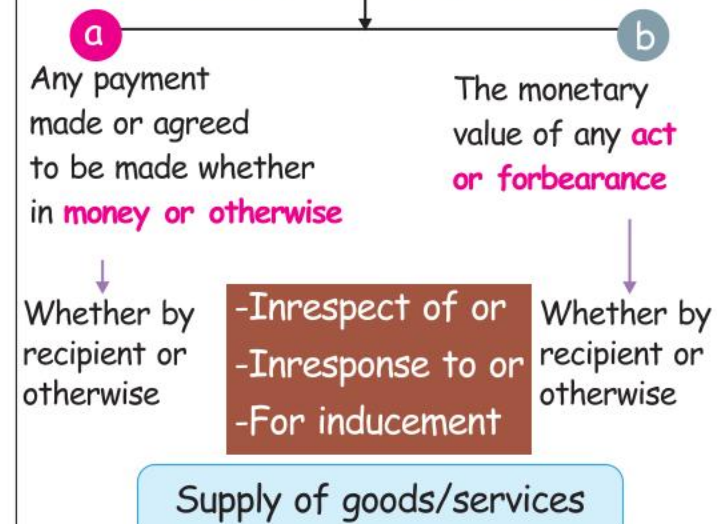 a
Any payment
made or agreed
to be made whether
in money or otherwise
Whether by
recipient or
otherwise
b
The monetary
value of any act
or forbearance
Whether by
recipient or
otherwise
-Inrespect of or
-Inresponse to or
-For inducement
Supply of goods/services